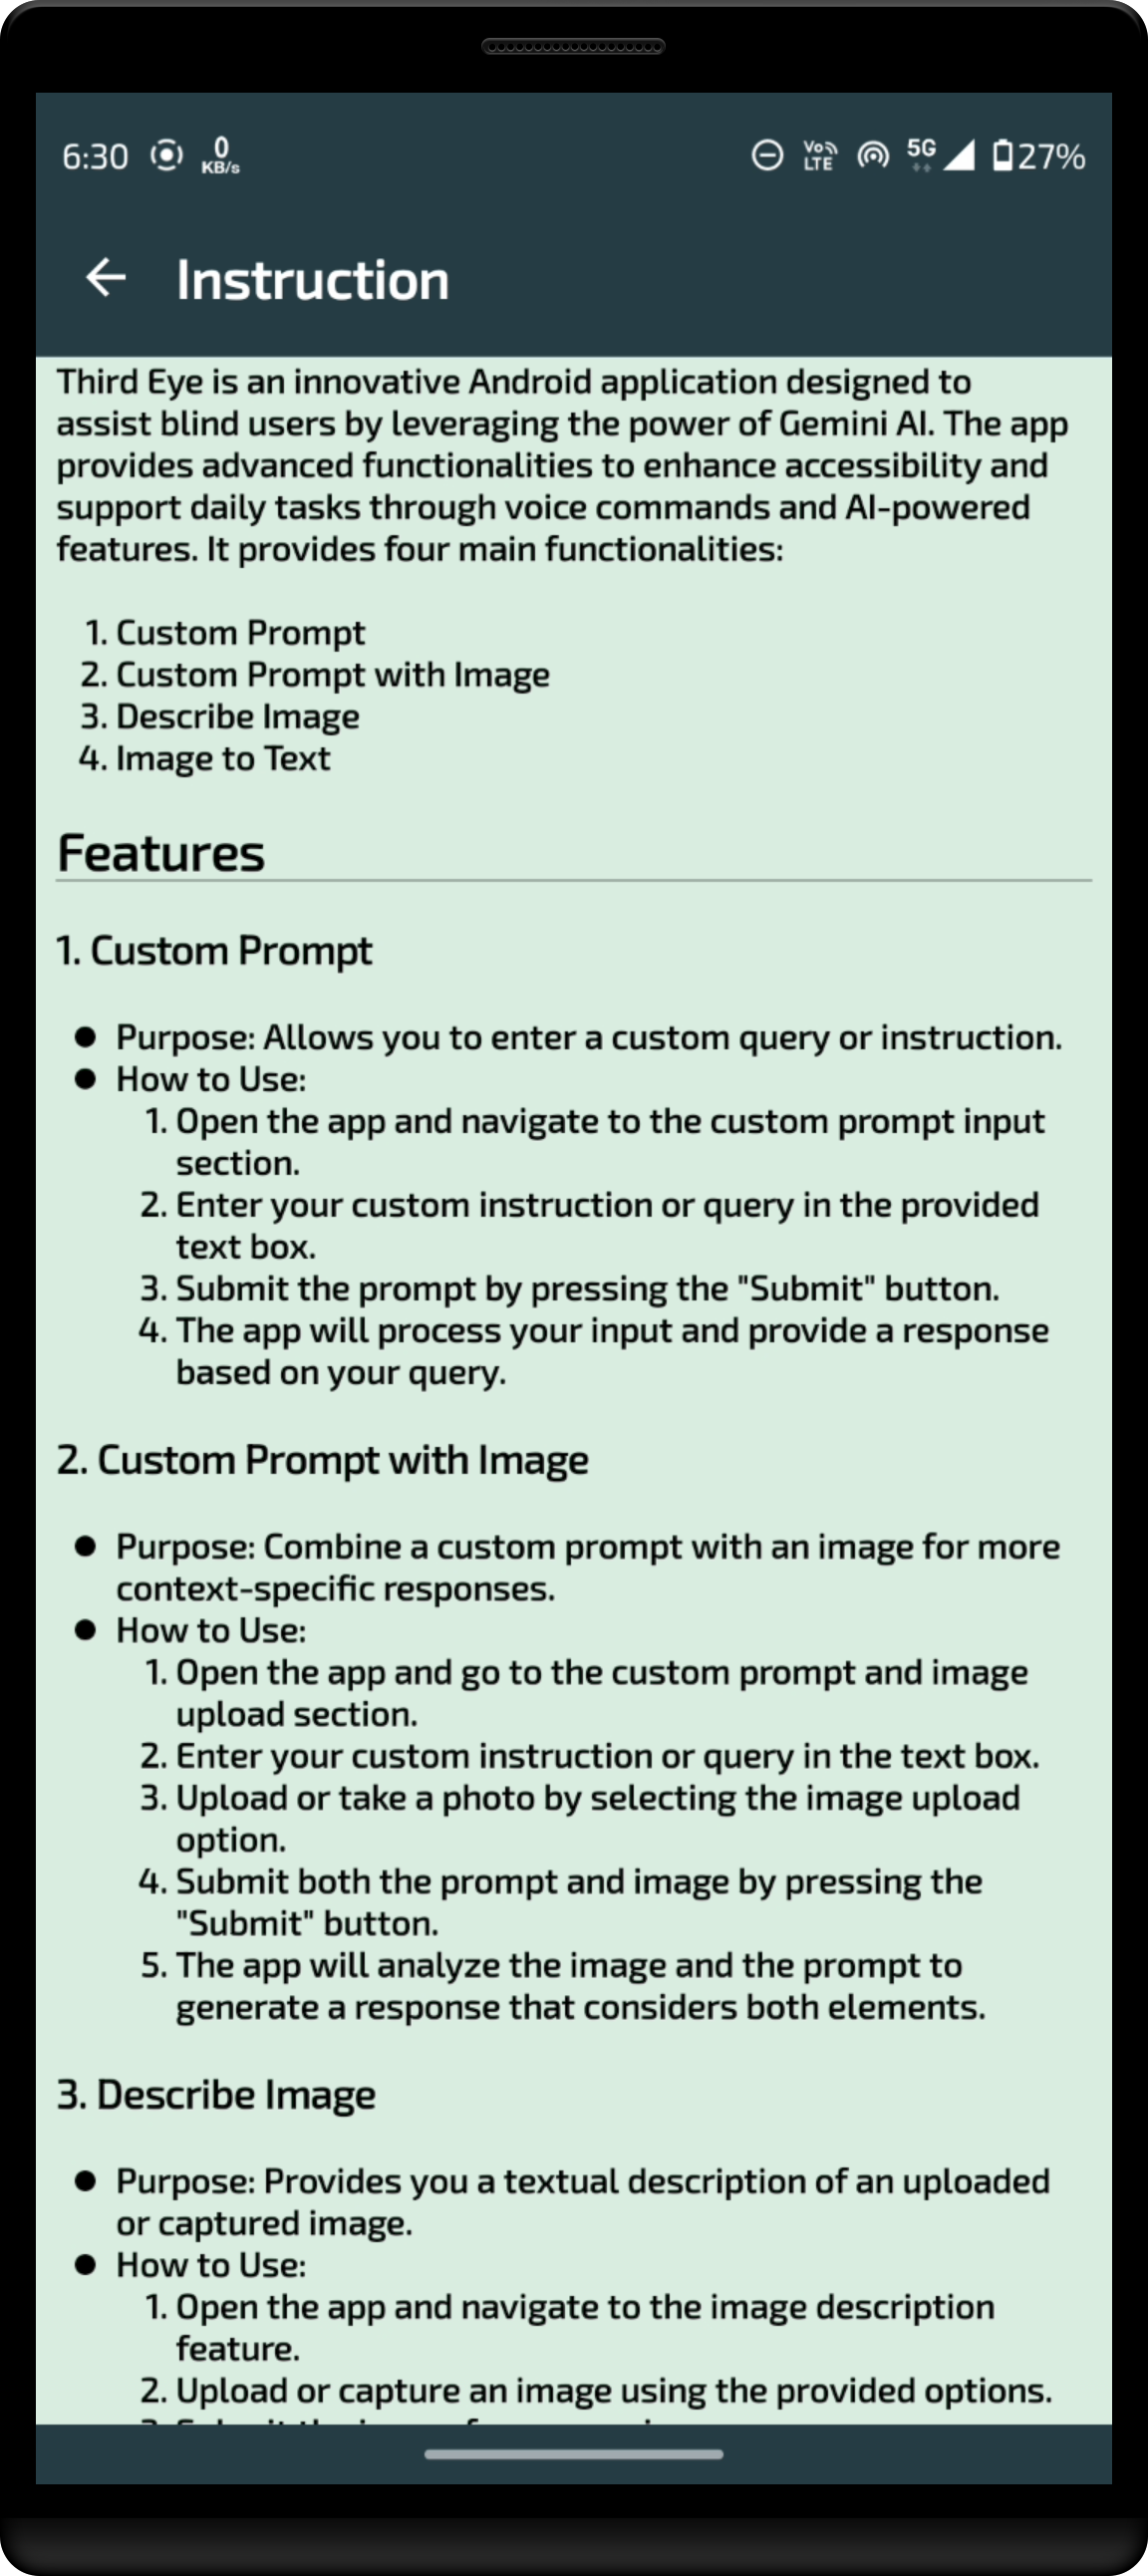 6:30 0 KB/s Vo LTE 5G 27%
Instruction
Third Eye is an innovative Android application designed to
assist blind users by leveraging the power of Gemini AI. The app
provides advanced functionalities to enhance accessibility and
support daily tasks through voice commands and AI-powered
features. It provides four main functionalities:
1. Custom Prompt
2. Custom Prompt with Image
3. Describe Image
4. Image to Text
Features
1. Custom Prompt
● Purpose: Allows you to enter a custom query or instruction.
● How to Use:
1. Open the app and navigate to the custom prompt input
section.
2. Enter your custom instruction or query in the provided
text box.
3. Submit the prompt by pressing the "Submit" button.
4. The app will process your input and provide a response
based on your query.
2. Custom Prompt with Image
● Purpose: Combine a custom prompt with an image for more
context-specific responses.
● How to Use:
1. Open the app and go to the custom prompt and image
upload section.
2. Enter your custom instruction or query in the text box.
3. Upload or take a photo by selecting the image upload
option.
4. Submit both the prompt and image by pressing the
"Submit" button.
5. The app will analyze the image and the prompt to
generate a response that considers both elements.
3. Describe Image
● Purpose: Provides you a textual description of an uploaded
or captured image.
● How to Use:
1. Open the app and navigate to the image description
feature.
2. Upload or capture an image using the provided options.